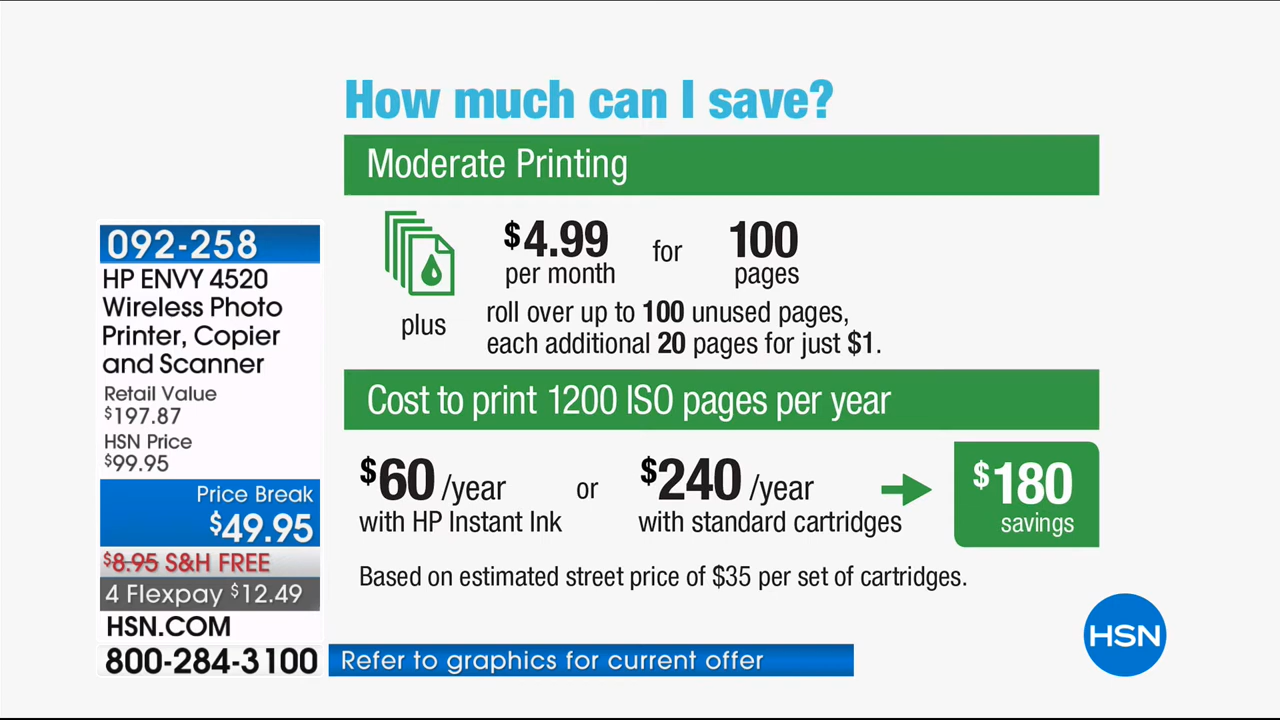 How much can I save?
Moderate Printing
$4.99 per month for 100 pages
plus
roll over up to 100 unused pages,
each additional 20 pages for just $1.
Cost to print 1200 ISO pages per year
$60 /year or $240 /year $180
with HP Instant Ink with standard cartridges savings
Based on estimated street price of $35 per set of cartridges.
092-258
HP ENVY 4520
Wireless Photo
Printer, Copier
and Scanner
Retail Value
$197.87
HSN Price
$99.95
Price Break
$49.95
$8.95 S&H FREE
4 Flexpay $12.49
HSN.COM
800-284-3100
Refer to graphics for current offer
HSN